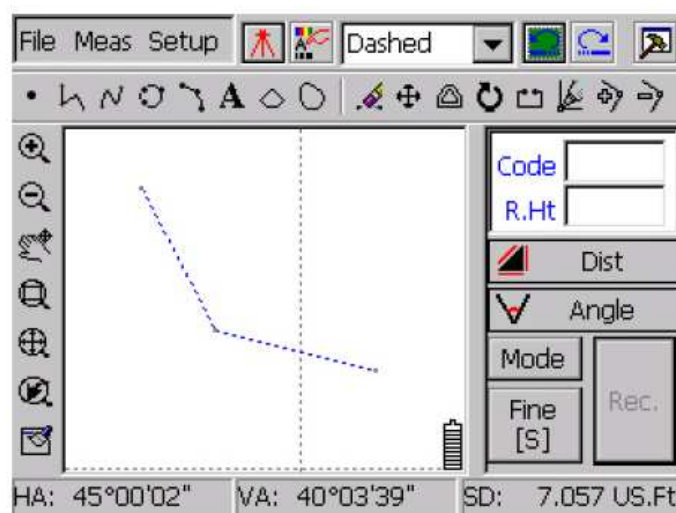 File Meas Setup Dashed
A
Code
R.Ht
Dist
Angle
Mode
Fine
[S]
Rec.
HA: 45°00'02" VA: 40°03'39" SD: 7.057 US.Ft